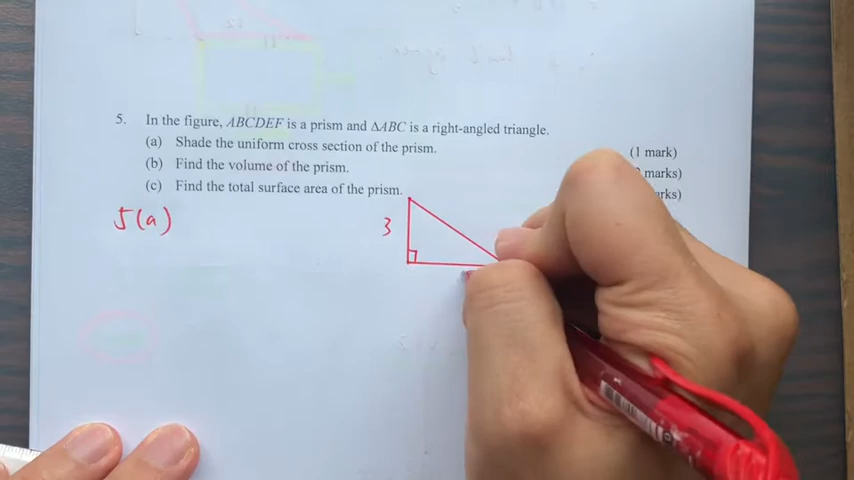 5. In the figure, ABCDEF is a prism and ΔABC is a right-angled triangle.
(a) Shade the uniform cross section of the prism. (1 mark)
(b) Find the volume of the prism. marks)
(c) Find the total surface area of the prism. marks)
5(a)
3